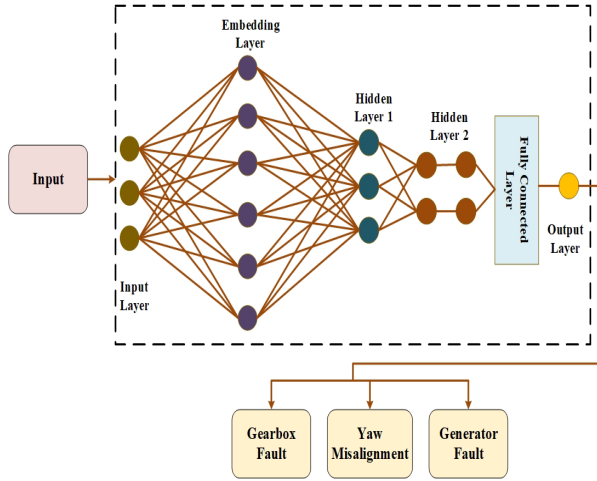 Embedding
Layer
Hidden
Layer 1
Hidden
Layer 2
Input
Fully Connected
Layer
Input
Layer
Output
Layer
Gearbox
Fault
Yaw
Misalignment
Generator
Fault